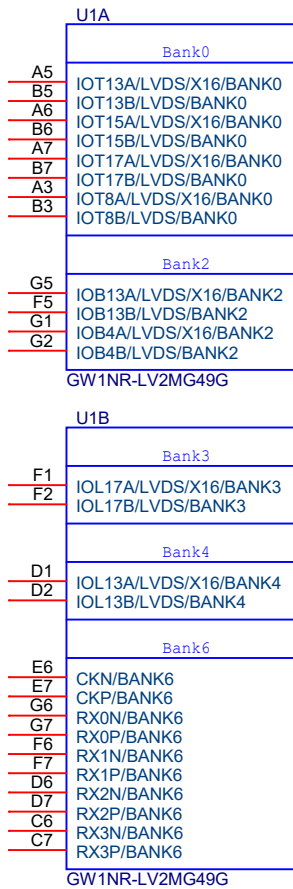 U1A
Bank0
A5 IOT13A/LVDS/X16/BANK0
B5 IOT13B/LVDS/BANK0
A6 IOT15A/LVDS/X16/BANK0
B6 IOT15B/LVDS/BANK0
A7 IOT17A/LVDS/X16/BANK0
B7 IOT17B/LVDS/BANK0
A3 IOT8A/LVDS/X16/BANK0
B3 IOT8B/LVDS/BANK0
Bank2
G5 IOB13A/LVDS/X16/BANK2
F5 IOB13B/LVDS/BANK2
G1 IOB4A/LVDS/X16/BANK2
G2 IOB4B/LVDS/BANK2
GW1NR-LV2MG49G
U1B
Bank3
F1 IOL17A/LVDS/X16/BANK3
F2 IOL17B/LVDS/BANK3
Bank4
D1 IOL13A/LVDS/X16/BANK4
D2 IOL13B/LVDS/BANK4
Bank6
E6 CKN/BANK6
E7 CKP/BANK6
G6 RX0N/BANK6
G7 RX0P/BANK6
F6 RX1N/BANK6
F7 RX1P/BANK6
D6 RX2N/BANK6
D7 RX2P/BANK6
C6 RX3N/BANK6
C7 RX3P/BANK6
GW1NR-LV2MG49G